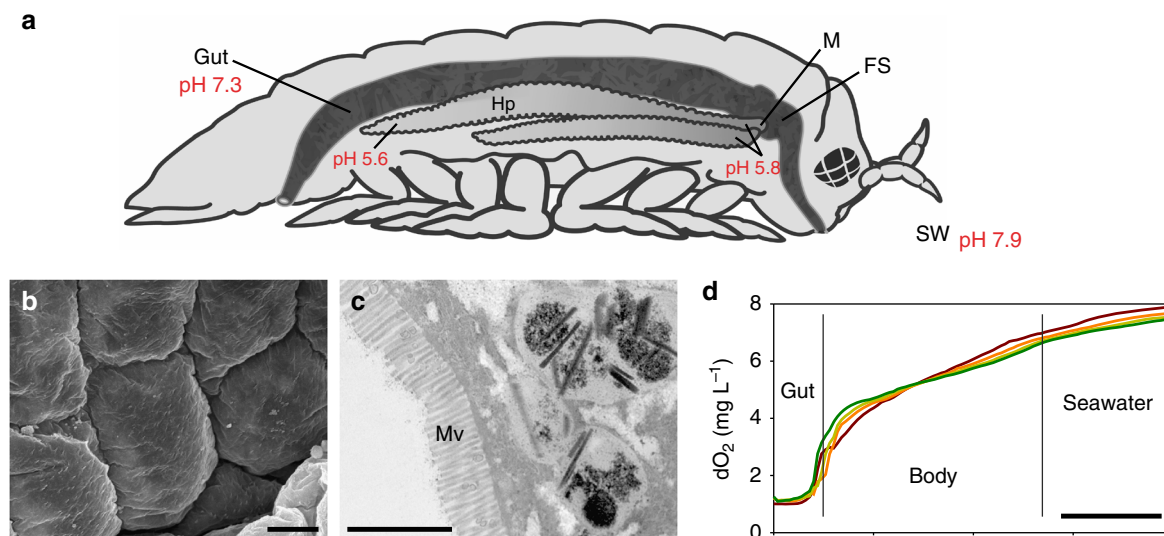 a
Gut
pH 7.3
M
FS
Hp
pH 5.6
pH 5.8
SW pH 7.9
b
c
Mv
d
dO₂ (mg L⁻¹)
8
6
4
2
0
Gut
Body
Seawater